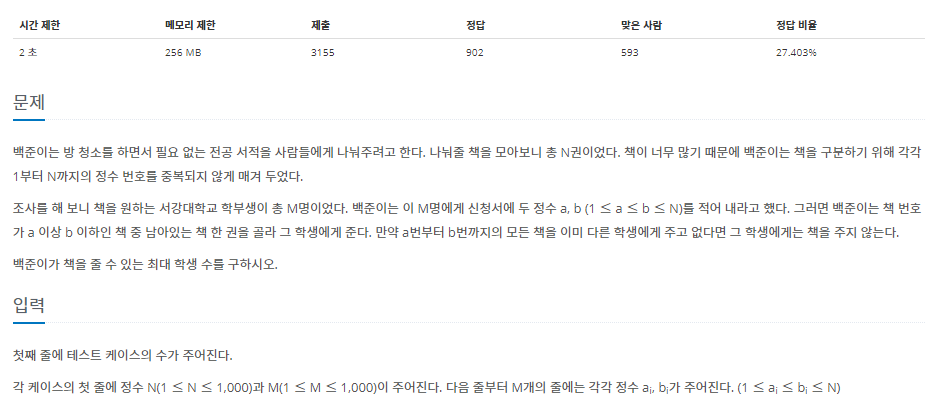 시간 제한 메모리 제한 제출 정답 맞은 사람 정답 비율
2 초 256 MB 3155 902 593 27.403%
문제
백준이는 방 청소를 하면서 필요 없는 전공 서적을 사람들에게 나눠주려고 한다. 나눠줄 책을 모아보니 총 N권이었다. 책이 너무 많기 때문에 백준이는 책을 구분하기 위해 각각
1부터 N까지의 정수 번호를 중복되지 않게 매겨 두었다.
조사를 해 보니 책을 원하는 서강대학교 학부생이 총 M명이었다. 백준이는 이 M명에게 신청서에 두 정수 a, b (1 ≤ a ≤ b ≤ N)를 적어 내라고 했다. 그러면 백준이는 책 번호
가 a 이상 b 이하인 책 중 남아있는 책 한 권을 골라 그 학생에게 준다. 만약 a번부터 b번까지의 모든 책을 이미 다른 학생에게 주고 없다면 그 학생에게는 책을 주지 않는다.
백준이가 책을 줄 수 있는 최대 학생 수를 구하시오.
입력
첫째 줄에 테스트 케이스의 수가 주어진다.
각 케이스의 첫 줄에 정수 N(1 ≤ N ≤ 1,000)과 M(1 ≤ M ≤ 1,000)이 주어진다. 다음 줄부터 M개의 줄에는 각각 정수 aᵢ, bᵢ가 주어진다. (1 ≤ aᵢ ≤ bᵢ ≤ N)